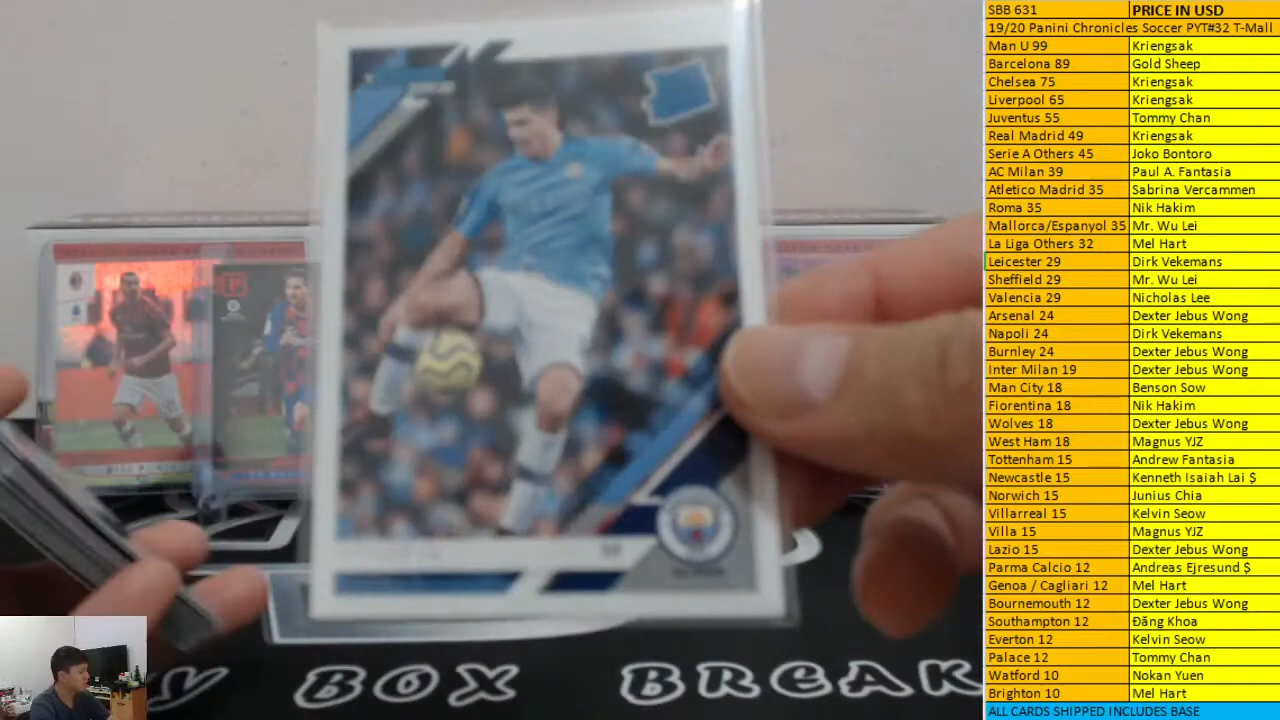 SBB 631 PRICE IN USD
19/20 Panini Chronicles Soccer PYT#32 T-Mall
Man U 99 Kriengsak
Barcelona 89 Gold Sheep
Chelsea 75 Kriengsak
Liverpool 65 Kriengsak
Juventus 55 Tommy Chan
Real Madrid 49 Kriengsak
Serie A Others 45 Joko Bontoro
AC Milan 39 Paul A. Fantasia
Atletico Madrid 35 Sabrina Vercammen
Roma 35 Nik Hakim
Mallorca/Espanyol 35 Mr. Wu Lei
La Liga Others 32 Mel Hart
Leicester 29 Dirk Vekemans
Sheffield 29 Mr. Wu Lei
Valencia 29 Nicholas Lee
Arsenal 24 Dexter Jebus Wong
Napoli 24 Dirk Vekemans
Burnley 24 Dexter Jebus Wong
Inter Milan 19 Dexter Jebus Wong
Man City 18 Benson Sow
Fiorentina 18 Nik Hakim
Wolves 18 Dexter Jebus Wong
West Ham 18 Magnus YJZ
Tottenham 15 Andrew Fantasia
Newcastle 15 Kenneth Isaiah Lai $
Norwich 15 Junius Chia
Villarreal 15 Kelvin Seow
Villa 15 Magnus YJZ
Lazio 15 Dexter Jebus Wong
Parma Calcio 12 Andreas Ejresund $
Genoa / Cagliari 12 Mel Hart
Bournemouth 12 Dexter Jebus Wong
Southampton 12 Đăng Khoa
Everton 12 Kelvin Seow
Palace 12 Tommy Chan
Watford 10 Nokan Yuen
Brighton 10 Mel Hart
ALL CARDS SHIPPED INCLUDES BASE
BOX BREAK